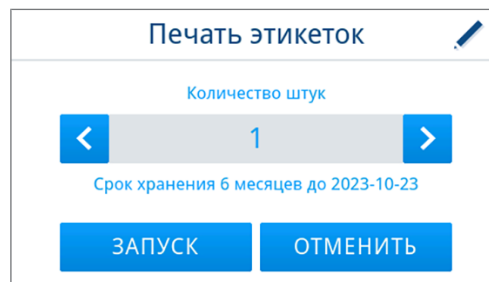 Печать этикеток
Количество штук
1
Срок хранения 6 месяцев до 2023-10-23
ЗАПУСК ОТМЕНИТЬ